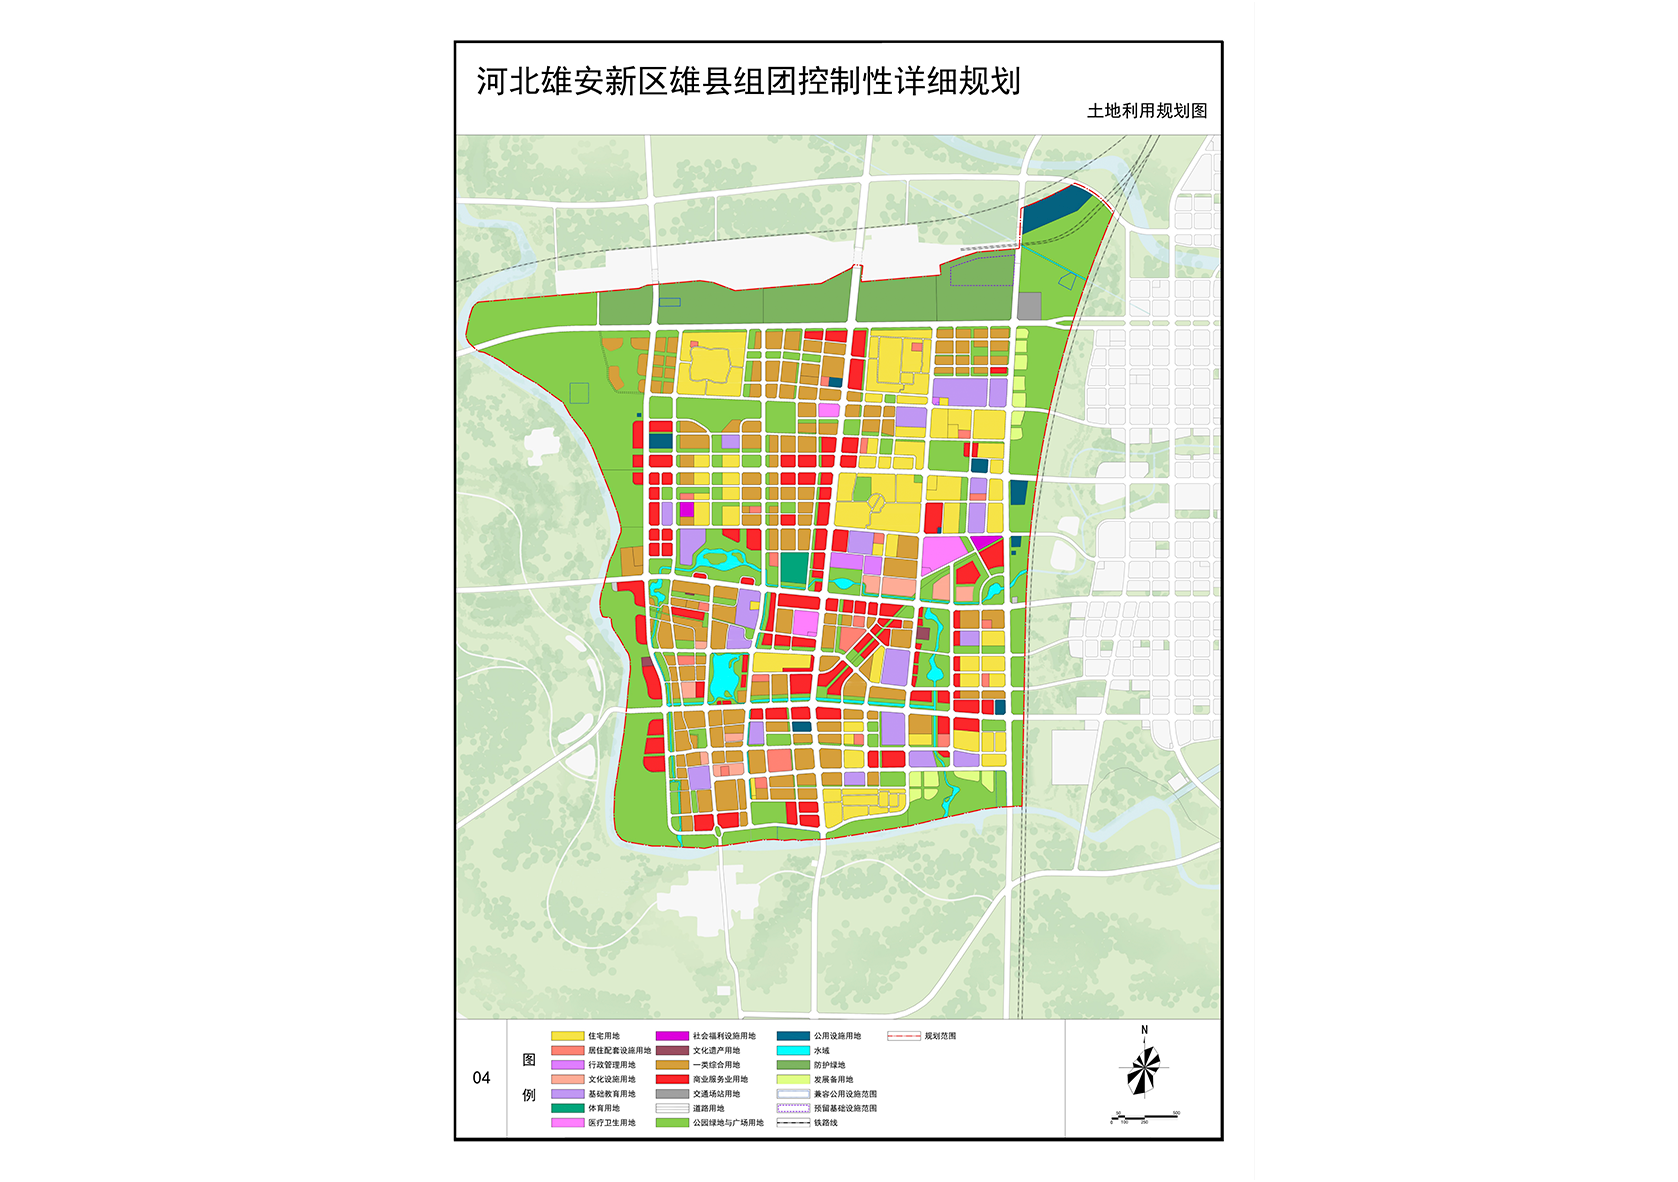 河北雄安新区雄县组团控制性详细规划
土地利用规划图
04
图例
住宅用地
居住配套设施用地
行政管理用地
文化设施用地
基础教育用地
体育用地
医疗卫生用地
社会福利设施用地
文化遗产用地
一类综合用地
商业服务业用地
交通场站用地
道路用地
公园绿地与广场用地
公用设施用地
水域
防护绿地
发展备用地
兼容公用设施范围
预留基础设施范围
铁路线
规划范围
N
50 500
0 100 250